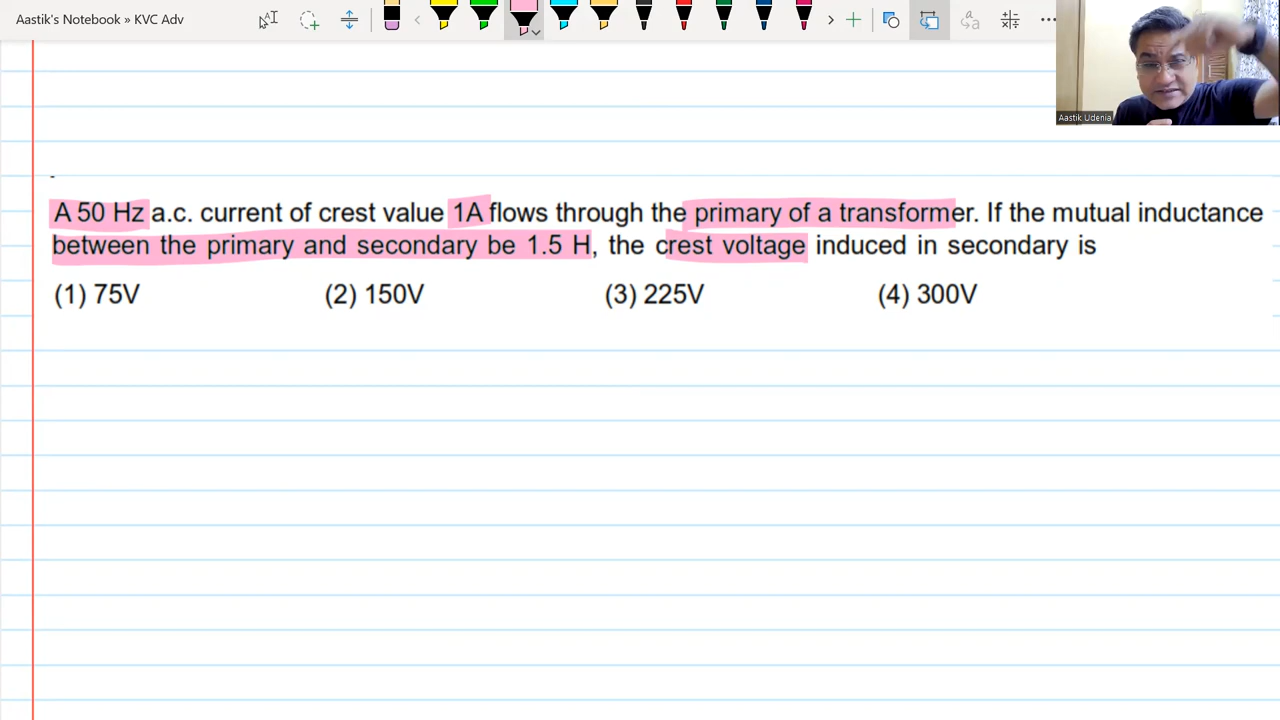 Aastik's Notebook » KVC Adv
Aastik Udenia
A 50 Hz a.c. current of crest value 1A flows through the primary of a transformer. If the mutual inductance
between the primary and secondary be 1.5 H, the crest voltage induced in secondary is
(1) 75V (2) 150V (3) 225V (4) 300V